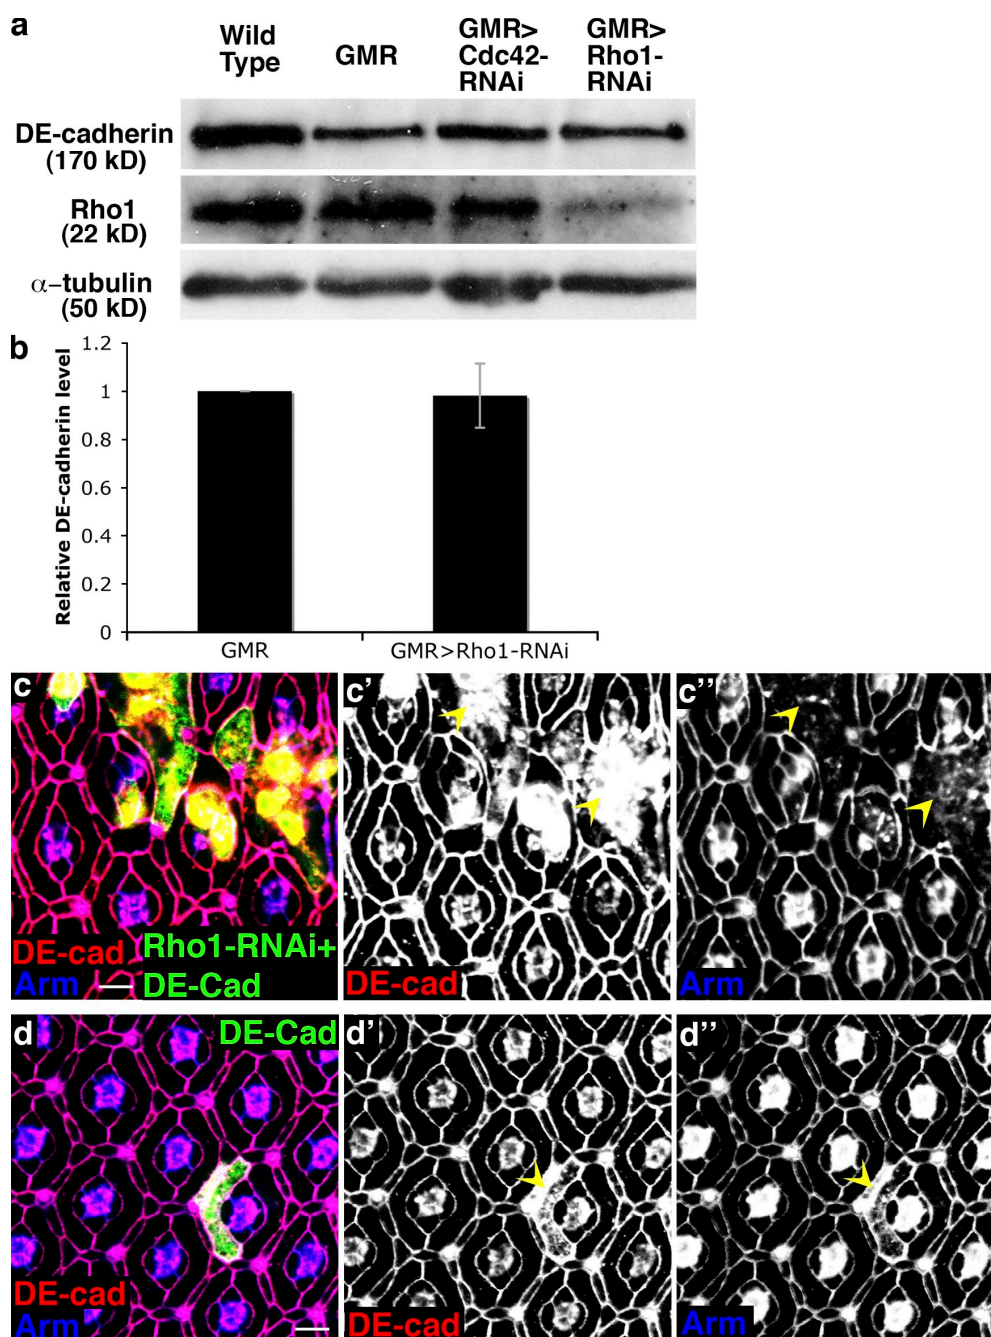 a
Wild
Type
GMR
GMR>
Cdc42-
RNAi
GMR>
Rho1-
RNAi
DE-cadherin
(170 kD)
Rho1
(22 kD)
α–tubulin
(50 kD)
b
Relative DE-cadherin level
1.2
1
0.8
0.6
0.4
0.2
0
GMR
GMR>Rho1-RNAi
c
DE-cad
Arm
Rho1-RNAi+
DE-Cad
c'
DE-cad
c''
Arm
d
DE-Cad
DE-cad
Arm
d'
DE-cad
d''
Arm